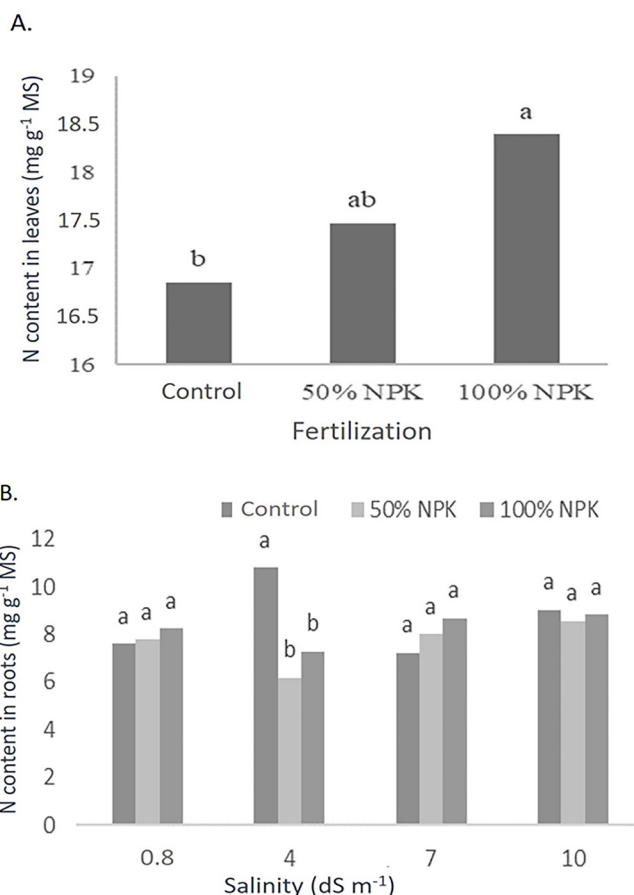 A.
N content in leaves (mg g⁻¹ MS)
19
18.5
18
17.5
17
16.5
16
b
ab
a
Control 50% NPK 100% NPK
Fertilization
B.
Control 50% NPK 100% NPK
N content in roots (mg g⁻¹ MS)
12
10
8
6
4
2
0
a a a
a b b
a a a
a a a
0.8 4 7 10
Salinity (dS m⁻¹)